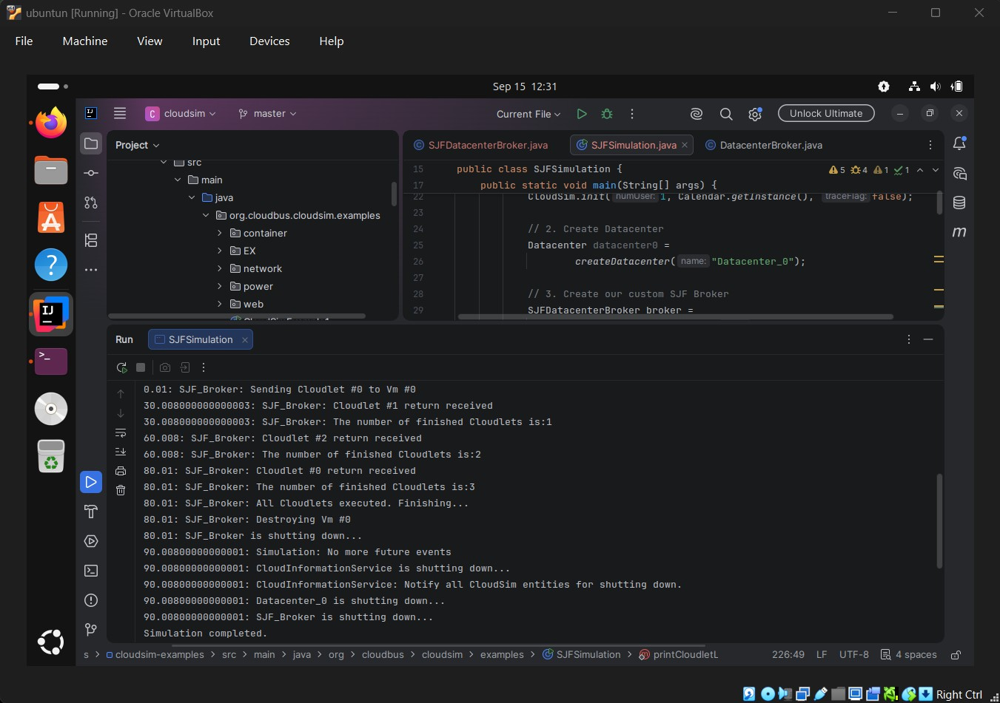 ubuntun [Running] - Oracle VirtualBox
File Machine View Input Devices Help
Sep 15 12:31
cloudsim master Current File Unlock Ultimate
Project
src
main
java
org.cloudbus.cloudsim.examples
container
EX
network
power
web
SJFDatacenterBroker.java SJFSimulation.java DatacenterBroker.java
15 public class SJFSimulation { 5 4 1 1
17 public static void main(String[] args) {
22 CloudSim.init( numUser: 1, Calendar.getInstance(), traceFlag: false);
23
24 // 2. Create Datacenter
25 Datacenter datacenter0 =
26 createDatacenter( name: "Datacenter_0");
27
28 // 3. Create our custom SJF Broker
29 SJFDatacenterBroker broker =
Run SJFSimulation
0.01: SJF_Broker: Sending Cloudlet #0 to Vm #0
30.008000000000003: SJF_Broker: Cloudlet #1 return received
30.008000000000003: SJF_Broker: The number of finished Cloudlets is:1
60.008: SJF_Broker: Cloudlet #2 return received
60.008: SJF_Broker: The number of finished Cloudlets is:2
80.01: SJF_Broker: Cloudlet #0 return received
80.01: SJF_Broker: The number of finished Cloudlets is:3
80.01: SJF_Broker: All Cloudlets executed. Finishing...
80.01: SJF_Broker: Destroying Vm #0
80.01: SJF_Broker is shutting down...
90.00800000000001: Simulation: No more future events
90.00800000000001: CloudInformationService is shutting down...
90.00800000000001: CloudInformationService: Notify all CloudSim entities for shutting down.
90.00800000000001: Datacenter_0 is shutting down...
90.00800000000001: SJF_Broker is shutting down...
Simulation completed.
s > cloudsim-examples > src > main > java > org > cloudbus > cloudsim > examples > SJFSimulation > printCloudletL 226:49 LF UTF-8 4 spaces
Right Ctrl